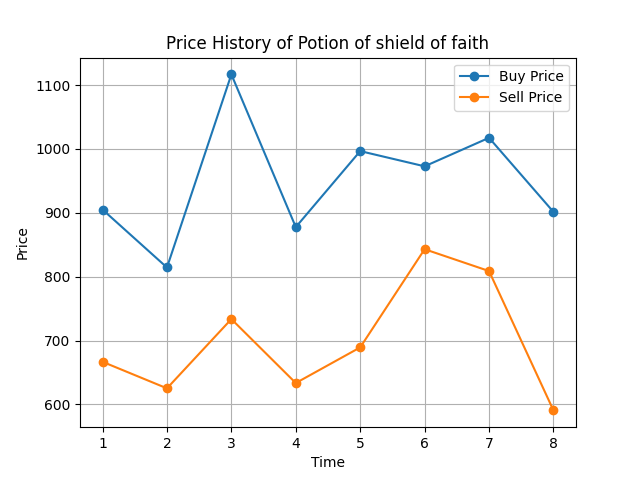 Price History of Potion of shield of faith
Buy Price
Sell Price
1100
1000
900
800
700
600
Price
1 2 3 4 5 6 7 8
Time